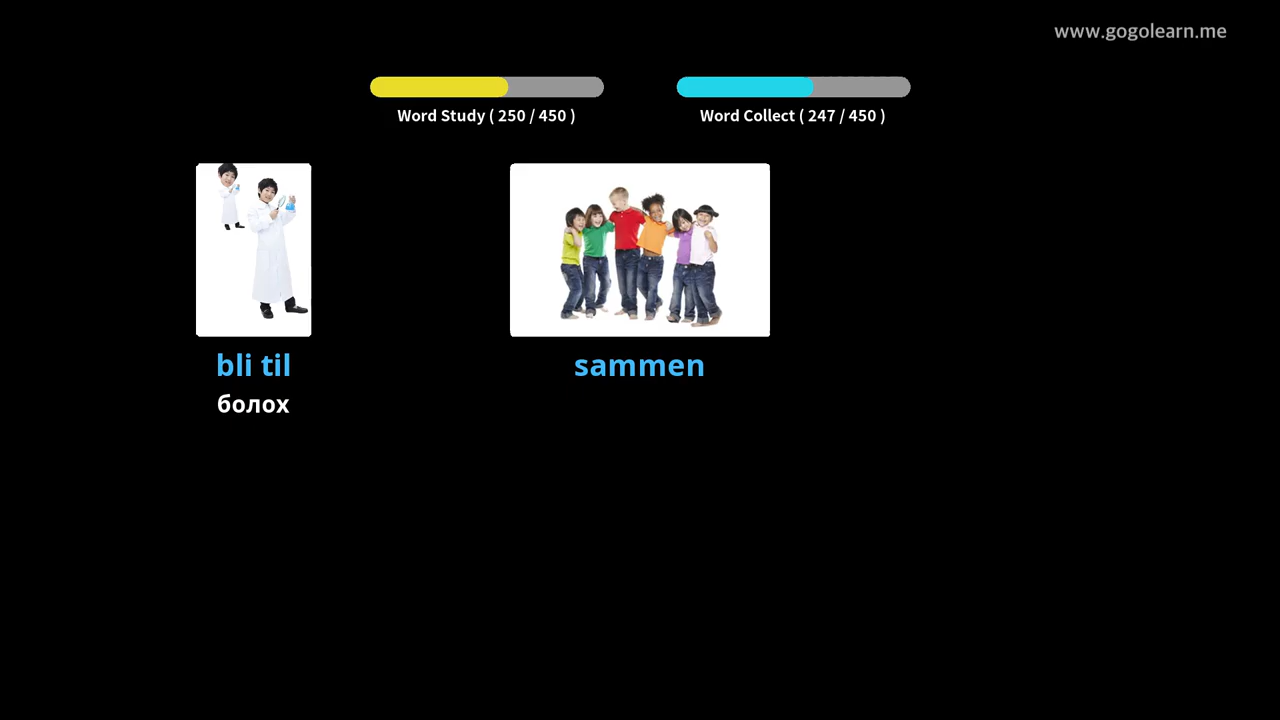 www.gogolearn.me
Word Study ( 250 / 450 )
Word Collect ( 247 / 450 )
bli til
болох
sammen